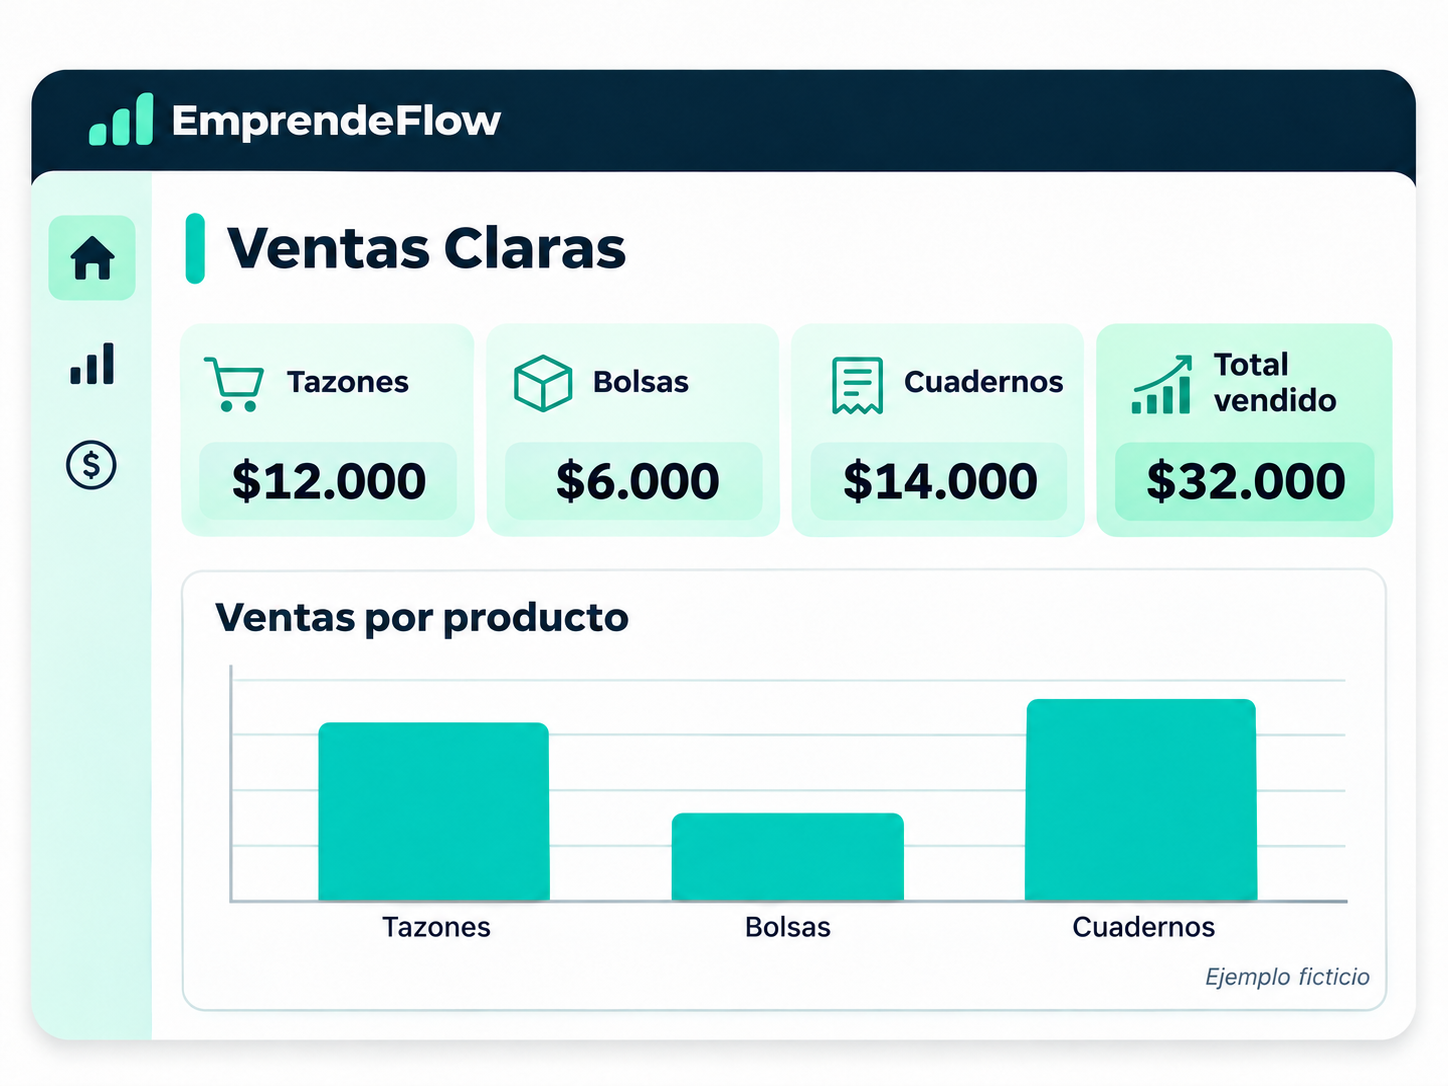 EmprendeFlow
Ventas Claras
Tazones
$12.000
Bolsas
$6.000
Cuadernos
$14.000
Total
vendido
$32.000
Ventas por producto
Tazones
Bolsas
Cuadernos
Ejemplo ficticio